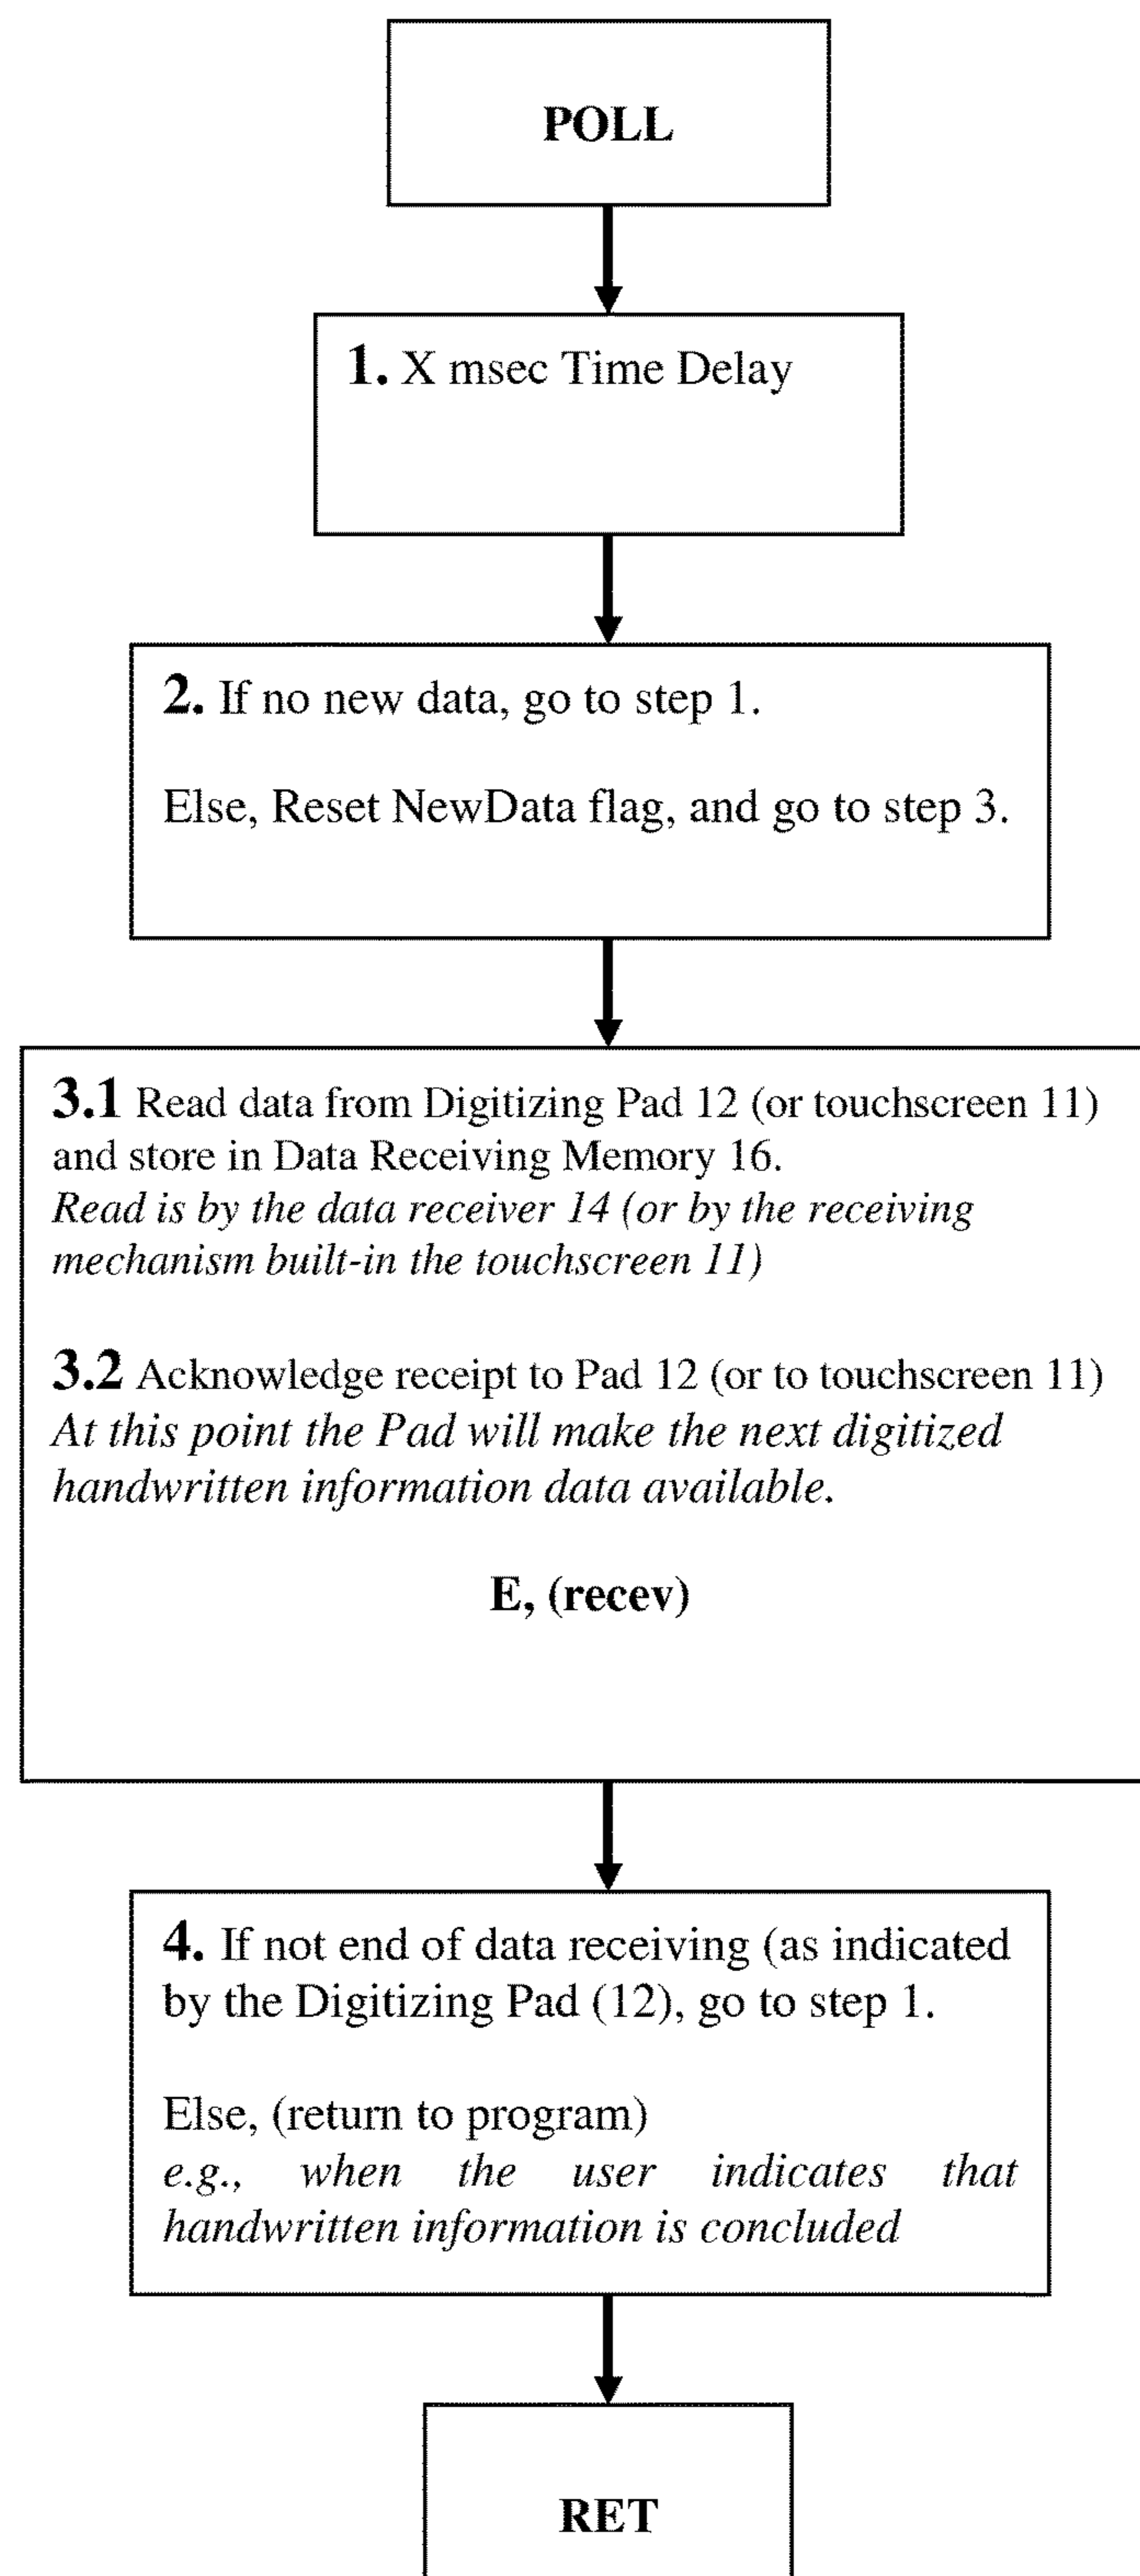 POLL
1. X msec Time Delay
2. If no new data, go to step 1.
Else, Reset NewData flag, and go to step 3.
3.1 Read data from Digitizing Pad 12 (or touchscreen 11)
and store in Data Receiving Memory 16.
Read is by the data receiver 14 (or by the receiving
mechanism built-in the touchscreen 11)
3.2 Acknowledge receipt to Pad 12 (or to touchscreen 11)
At this point the Pad will make the next digitized
handwritten information data available.
E, (recev)
4. If not end of data receiving (as indicated
by the Digitizing Pad (12), go to step 1.
Else, (return to program)
e.g., when the user indicates that
handwritten information is concluded
RET